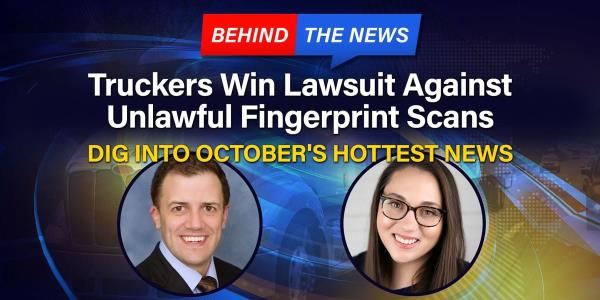 BEHIND THE NEWS
Truckers Win Lawsuit Against
Unlawful Fingerprint Scans
DIG INTO OCTOBER'S HOTTEST NEWS